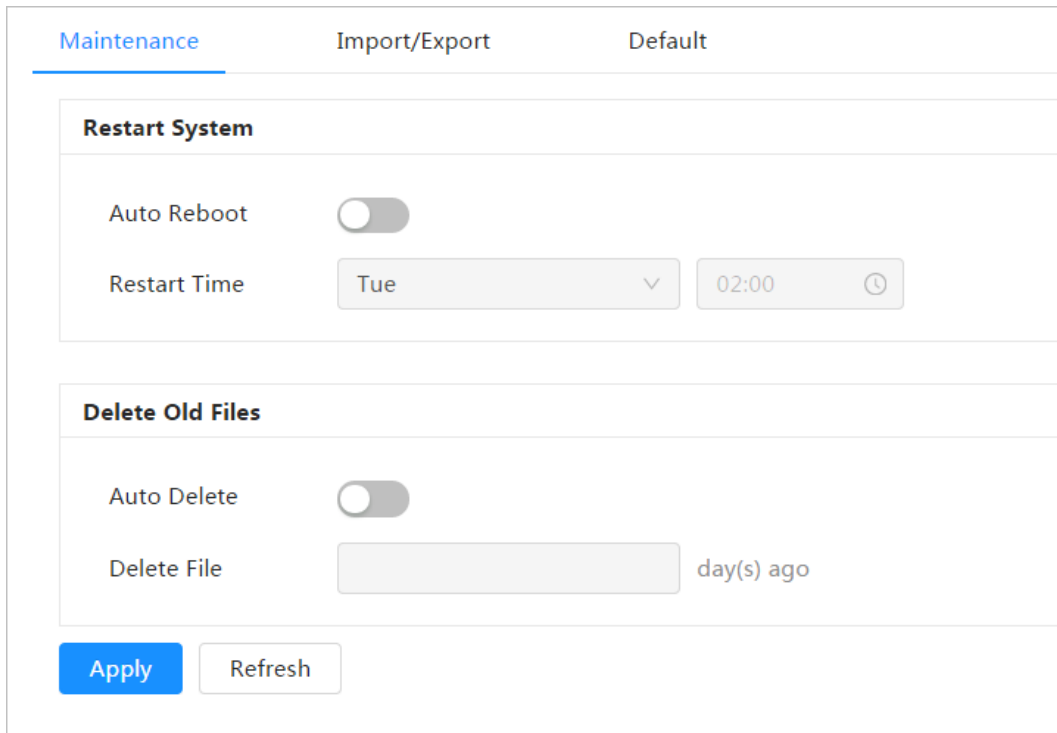 Maintenance Import/Export Default
Restart System
Auto Reboot
Restart Time Tue 02:00
Delete Old Files
Auto Delete
Delete File day(s) ago
Apply Refresh